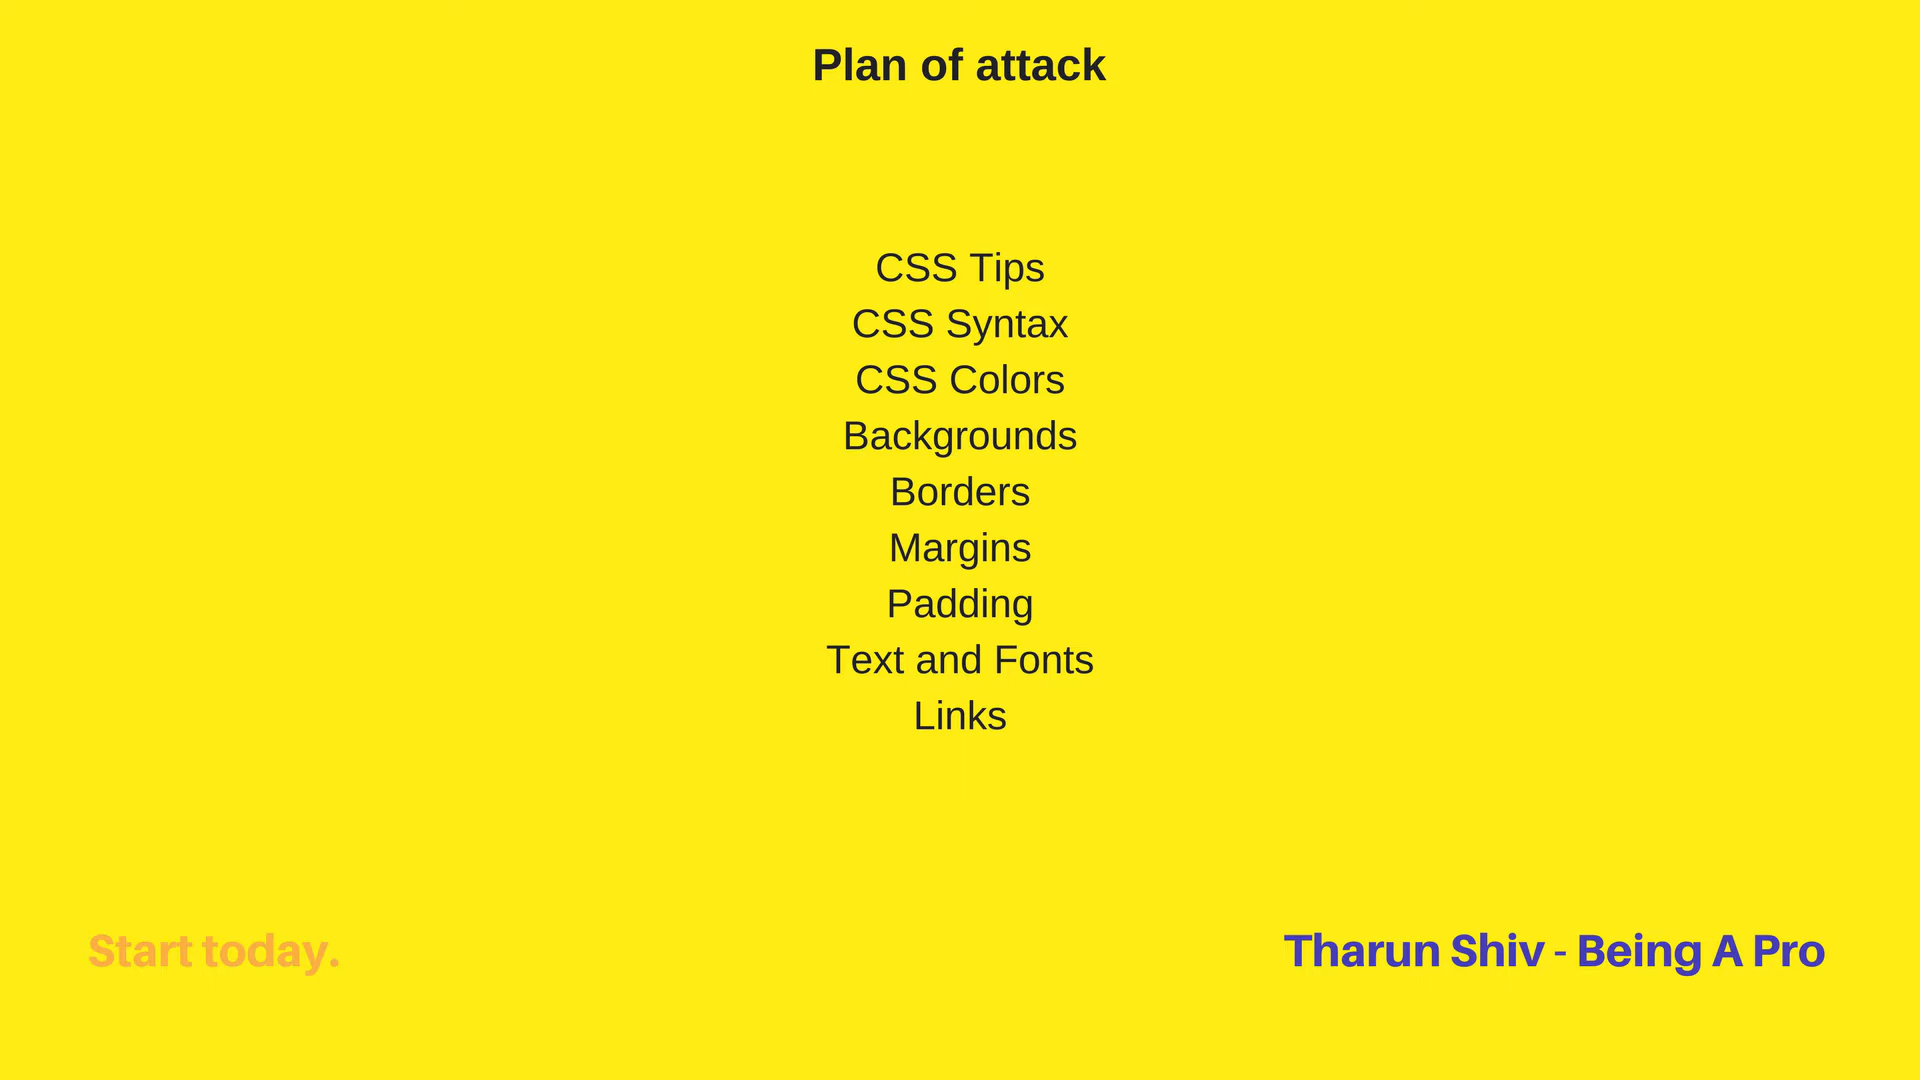 Plan of attack
CSS Tips
CSS Syntax
CSS Colors
Backgrounds
Borders
Margins
Padding
Text and Fonts
Links
Start today.
Tharun Shiv - Being A Pro